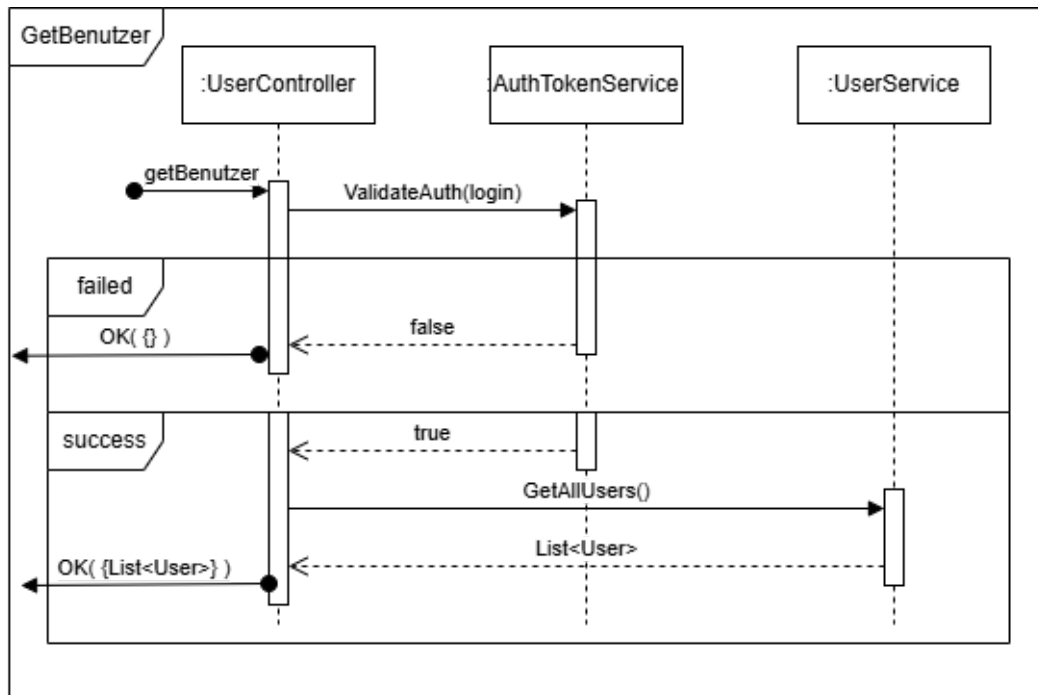 GetBenutzer
:UserController
:AuthTokenService
:UserService
getBenutzer
ValidateAuth(login)
failed
false
OK( {} )
success
true
GetAllUsers()
List<User>
OK( {List<User>} )